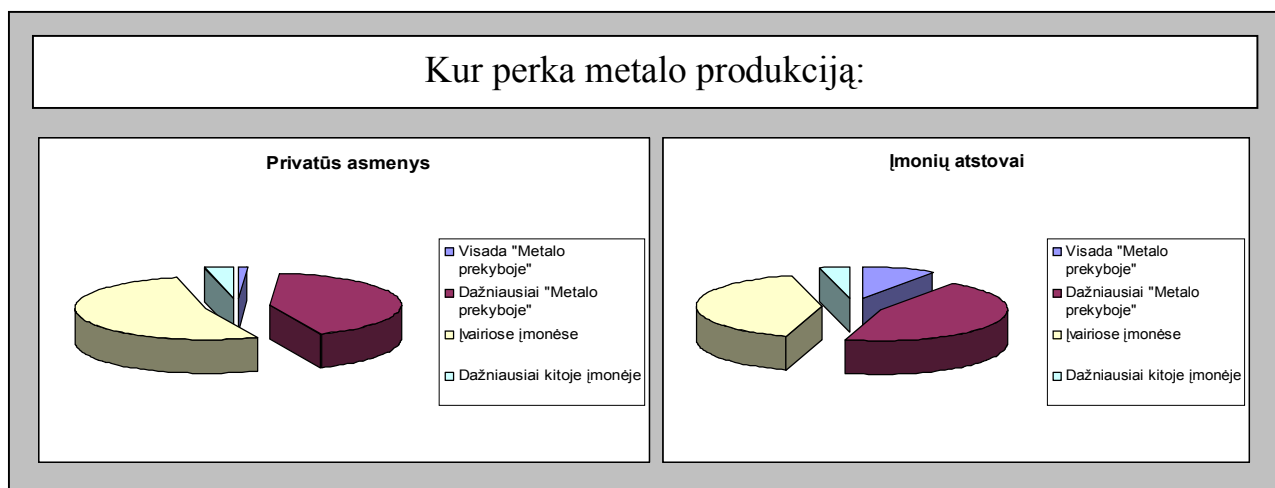 Kur perka metalo produkciją:
Privatūs asmenys
Visada "Metalo
prekyboje"
Dažniausiai "Metalo
prekyboje"
Įvairiose įmonėse
Dažniausiai kitoje įmonėje
Įmonių atstovai
Visada "Metalo
prekyboje"
Dažniausiai "Metalo
prekyboje"
Įvairiose įmonėse
Dažniausiai kitoje įmonėje